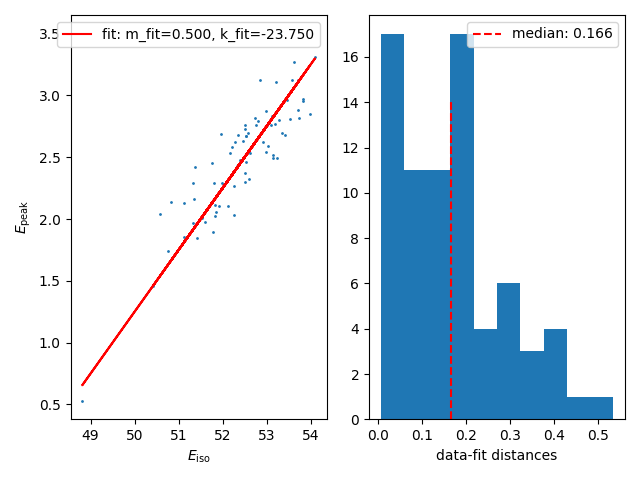 fit: m_fit=0.500, k_fit=-23.750
3.5
3.0
2.5
2.0
1.5
1.0
0.5
E_peak
49 50 51 52 53 54
E_iso
median: 0.166
16
14
12
10
8
6
4
2
0
0.0 0.1 0.2 0.3 0.4 0.5
data-fit distances